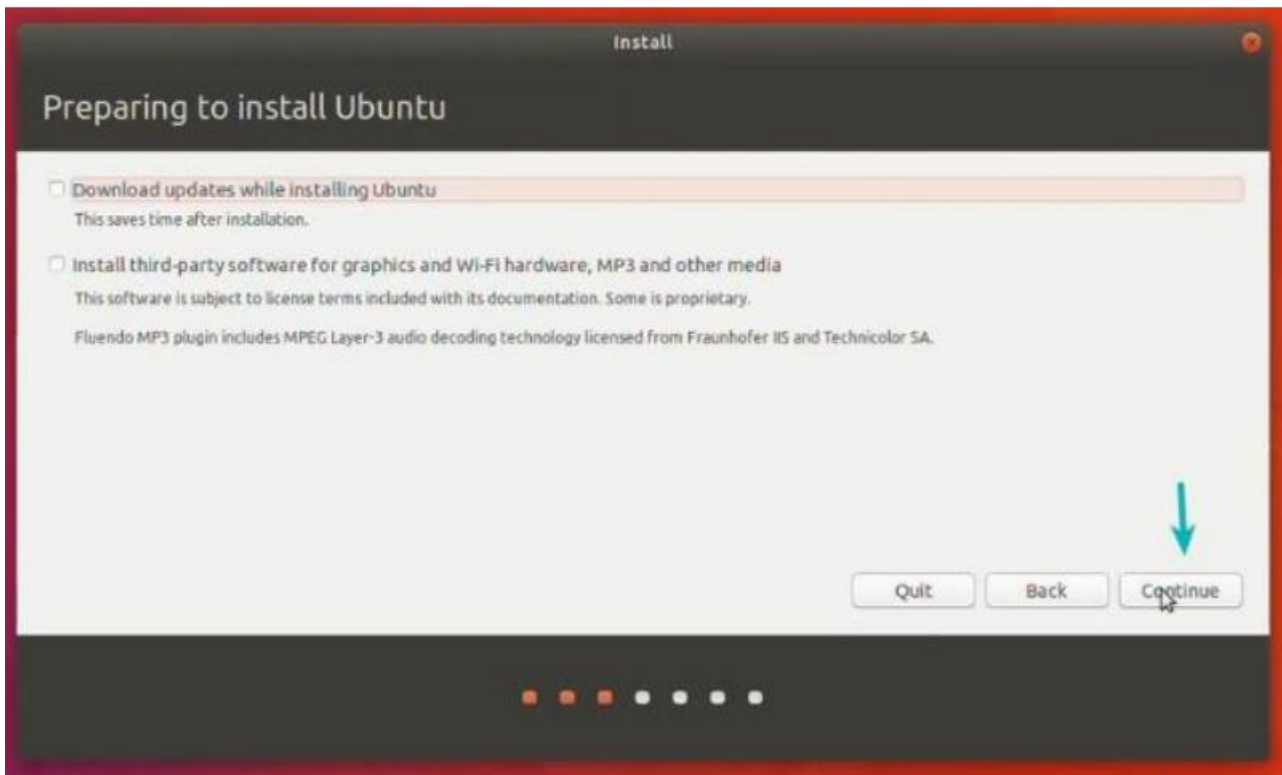 Install
Preparing to install Ubuntu
Download updates while installing Ubuntu
This saves time after installation.
Install third-party software for graphics and Wi-Fi hardware, MP3 and other media
This software is subject to license terms included with its documentation. Some is proprietary.
Fluendo MP3 plugin includes MPEG Layer-3 audio decoding technology licensed from Fraunhofer IIS and Technicolor SA.
Quit Back Continue